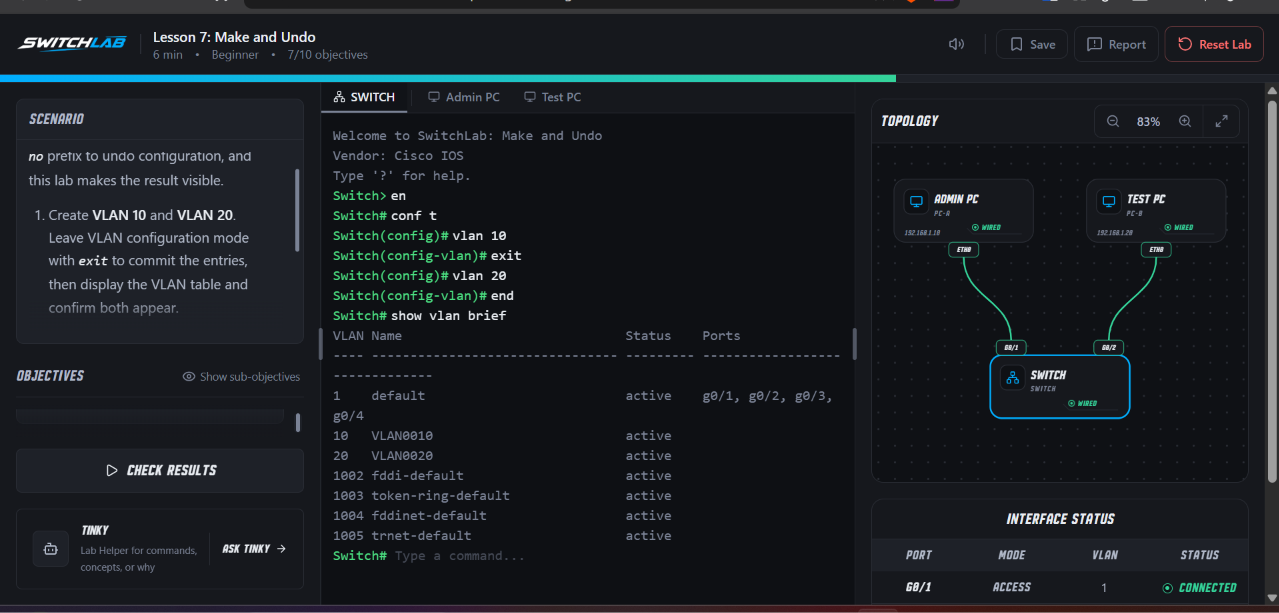 SWITCHLAB
Lesson 7: Make and Undo
6 min • Beginner • 7/10 objectives
Save
Report
Reset Lab
SCENARIO
no prefix to undo configuration, and
this lab makes the result visible.
1. Create VLAN 10 and VLAN 20.
Leave VLAN configuration mode
with exit to commit the entries,
then display the VLAN table and
confirm both appear.
OBJECTIVES
Show sub-objectives
CHECK RESULTS
TINKY
Lab Helper for commands,
concepts, or why
ASK TINKY →
SWITCH
Admin PC
Test PC
Welcome to SwitchLab: Make and Undo
Vendor: Cisco IOS
Type '?' for help.
Switch> en
Switch# conf t
Switch(config)# vlan 10
Switch(config-vlan)# exit
Switch(config)# vlan 20
Switch(config-vlan)# end
Switch# show vlan brief
VLAN Name Status Ports
---- -------------------------------- --------- ------------------
-------------
1 default active g0/1, g0/2, g0/3,
g0/4
10 VLAN0010 active
20 VLAN0020 active
1002 fddi-default active
1003 token-ring-default active
1004 fddinet-default active
1005 trnet-default active
Switch# Type a command...
TOPOLOGY
83%
ADMIN PC
PC-A
192.168.1.10
WIRED
ETH0
TEST PC
PC-B
192.168.1.20
WIRED
ETH0
G0/1
G0/2
SWITCH
SWITCH
WIRED
INTERFACE STATUS
PORT MODE VLAN STATUS
G0/1 ACCESS 1 CONNECTED